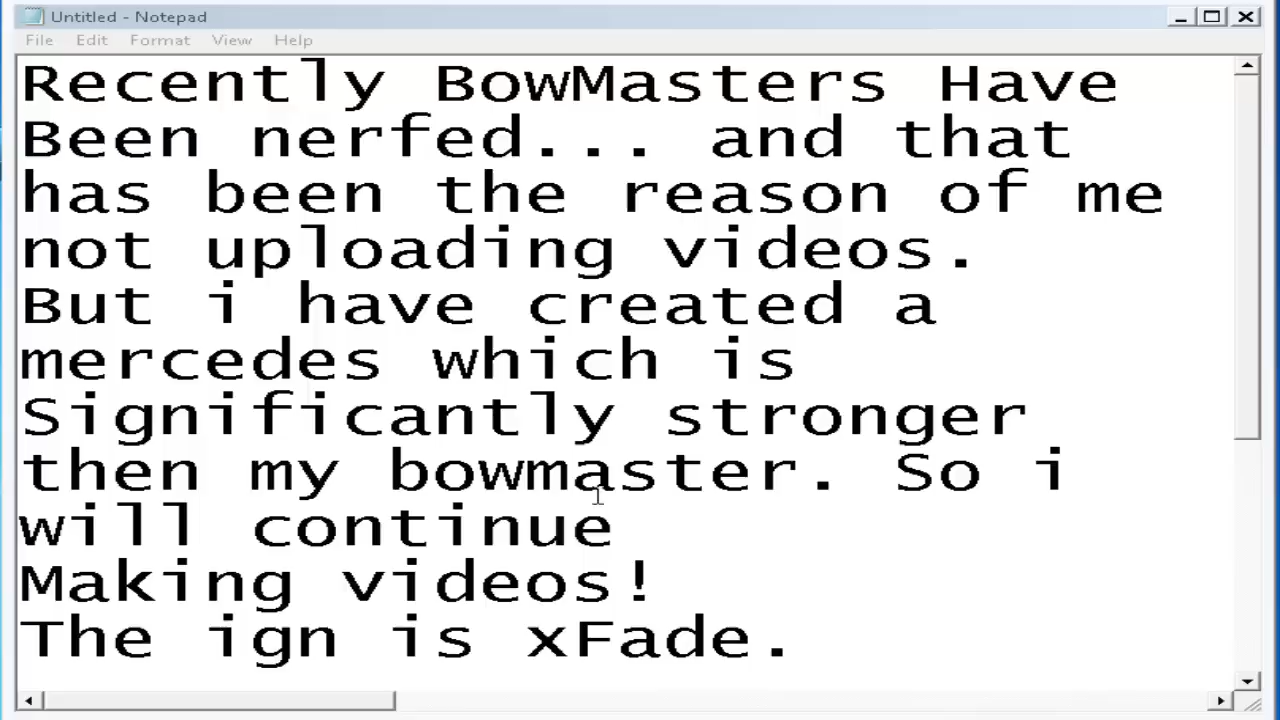 Untitled - Notepad
File Edit Format View Help
Recently BowMasters Have
Been nerfed... and that
has been the reason of me
not uploading videos.
But i have created a
mercedes which is
Significantly stronger
then my bowmaster. So i
will continue
Making videos!
The ign is xFade.